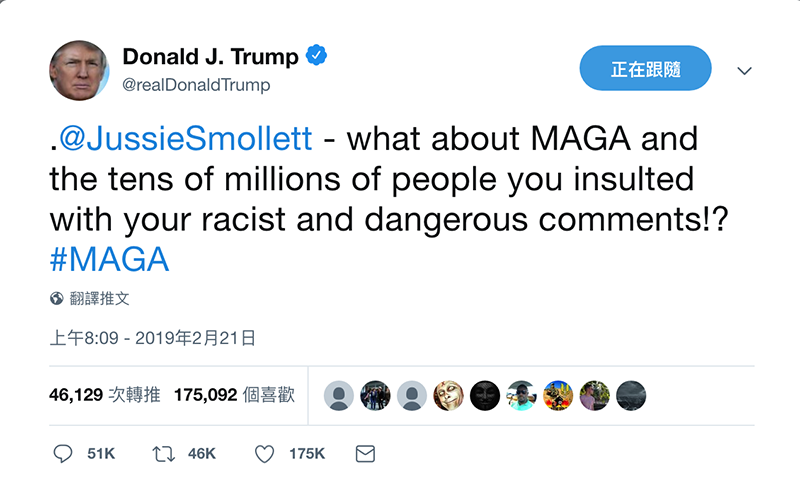 Donald J. Trump
@realDonaldTrump
正在跟隨
.@JussieSmollett - what about MAGA and
the tens of millions of people you insulted
with your racist and dangerous comments!?
#MAGA
翻譯推文
上午8:09 - 2019年2月21日
46,129 次轉推 175,092 個喜歡
51K 46K 175K